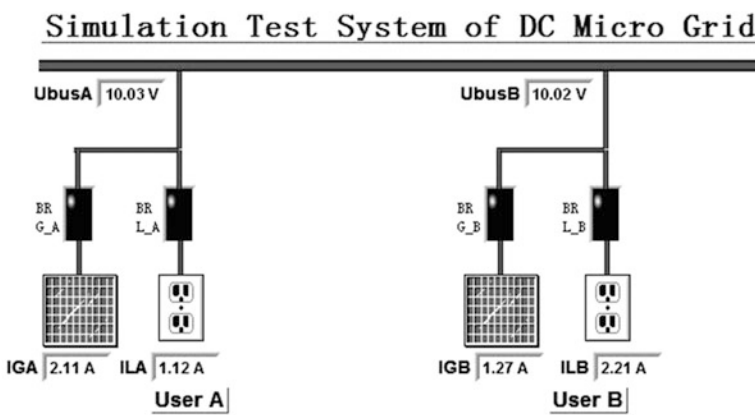 Simulation Test System of DC Micro Grid
UbusA 10.03 V
UbusB 10.02 V
BR
G_A
BR
L_A
BR
G_B
BR
L_B
IGA 2.11 A
ILA 1.12 A
IGB 1.27 A
ILB 2.21 A
User A
User B